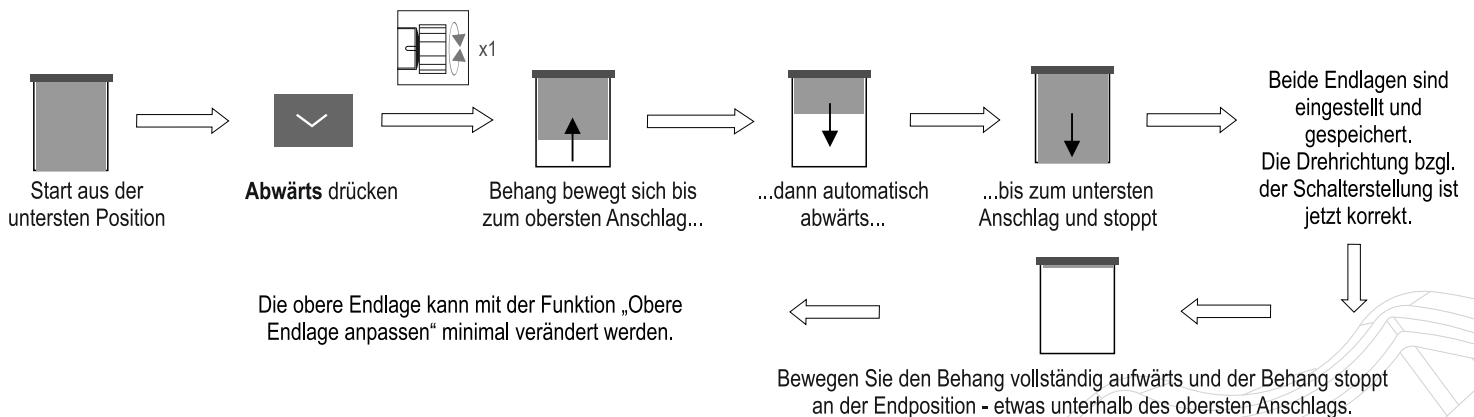 x1
Start aus der
untersten Position
Abwärts drücken
Behang bewegt sich bis
zum obersten Anschlag...
...dann automatisch
abwärts...
...bis zum untersten
Anschlag und stoppt
Beide Endlagen sind
eingestellt und
gespeichert.
Die Drehrichtung bzgl.
der Schalterstellung ist
jetzt korrekt.
Bewegen Sie den Behang vollständig aufwärts und der Behang stoppt
an der Endposition - etwas unterhalb des obersten Anschlags.
Die obere Endlage kann mit der Funktion „Obere
Endlage anpassen“ minimal verändert werden.